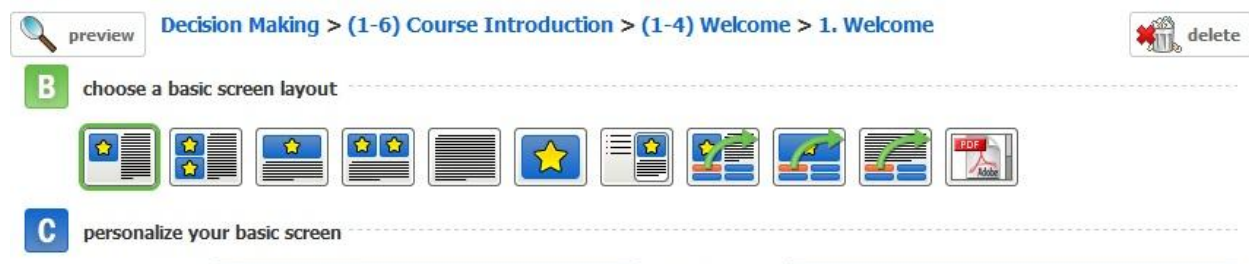 preview
Decision Making > (1-6) Course Introduction > (1-4) Welcome > 1. Welcome
delete
B choose a basic screen layout
PDF
Adobe
C personalize your basic screen